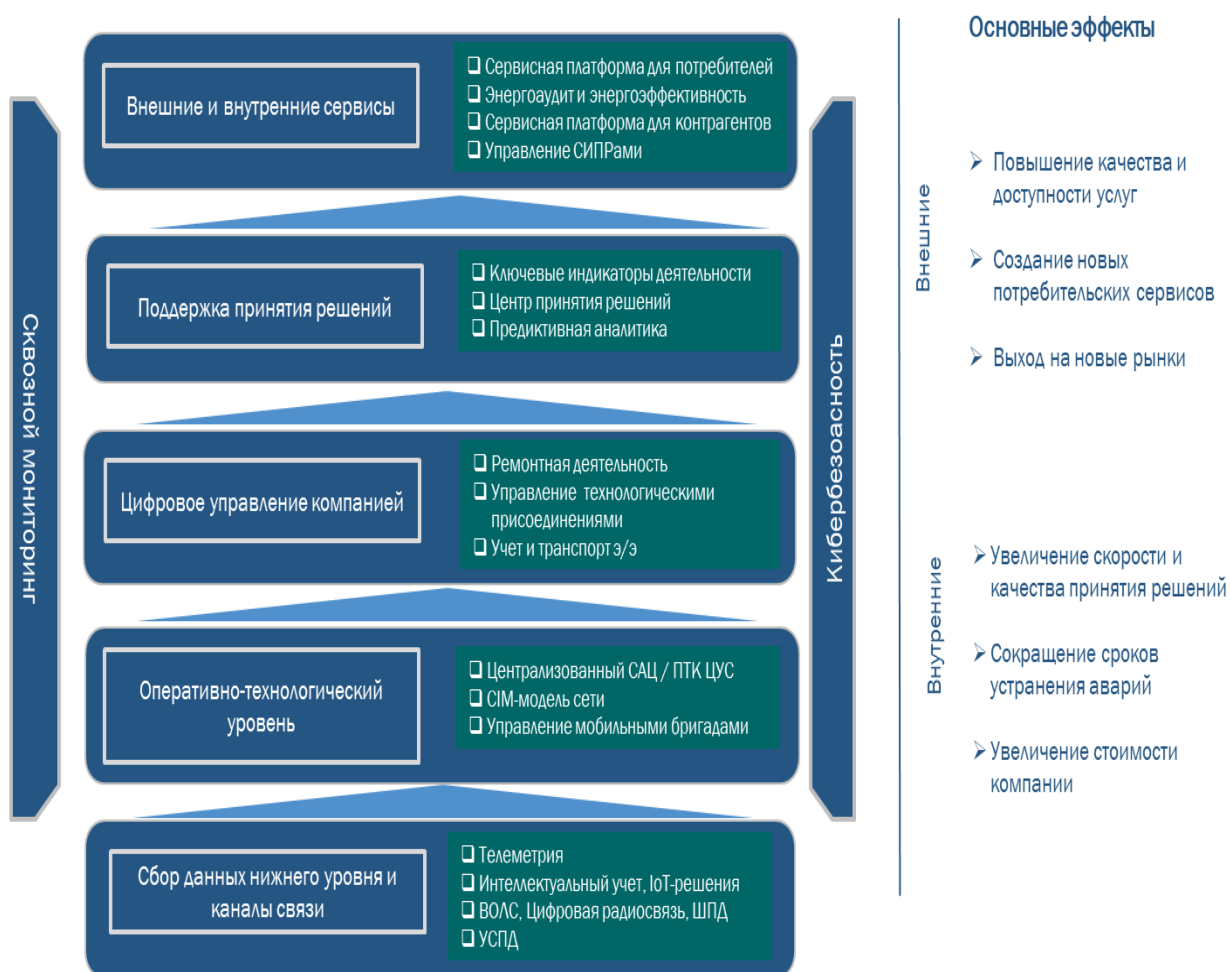 Основные эффекты
Внешние и внутренние сервисы
Сервисная платформа для потребителей
Энергоаудит и энергоэффективность
Сервисная платформа для контрагентов
Управление СИПРами
Поддержка принятия решений
Ключевые индикаторы деятельности
Центр принятия решений
Предиктивная аналитика
Цифровое управление компанией
Ремонтная деятельность
Управление технологическими
присоединениями
Учет и транспорт э/э
Оперативно-технологический
уровень
Централизованный САЦ / ПТК ЦУС
CIM-модель сети
Управление мобильными бригадами
Сбор данных нижнего уровня и
каналы связи
Телеметрия
Интеллектуальный учет, IoT-решения
ВОЛС, Цифровая радиосвязь, ШПД
УСПД
Сквозной мониторинг
Кибербезоасность
Внешние
Повышение качества и
доступности услуг
Создание новых
потребительских сервисов
Выход на новые рынки
Внутренние
Увеличение скорости и
качества принятия решений
Сокращение сроков
устранения аварий
Увеличение стоимости
компании